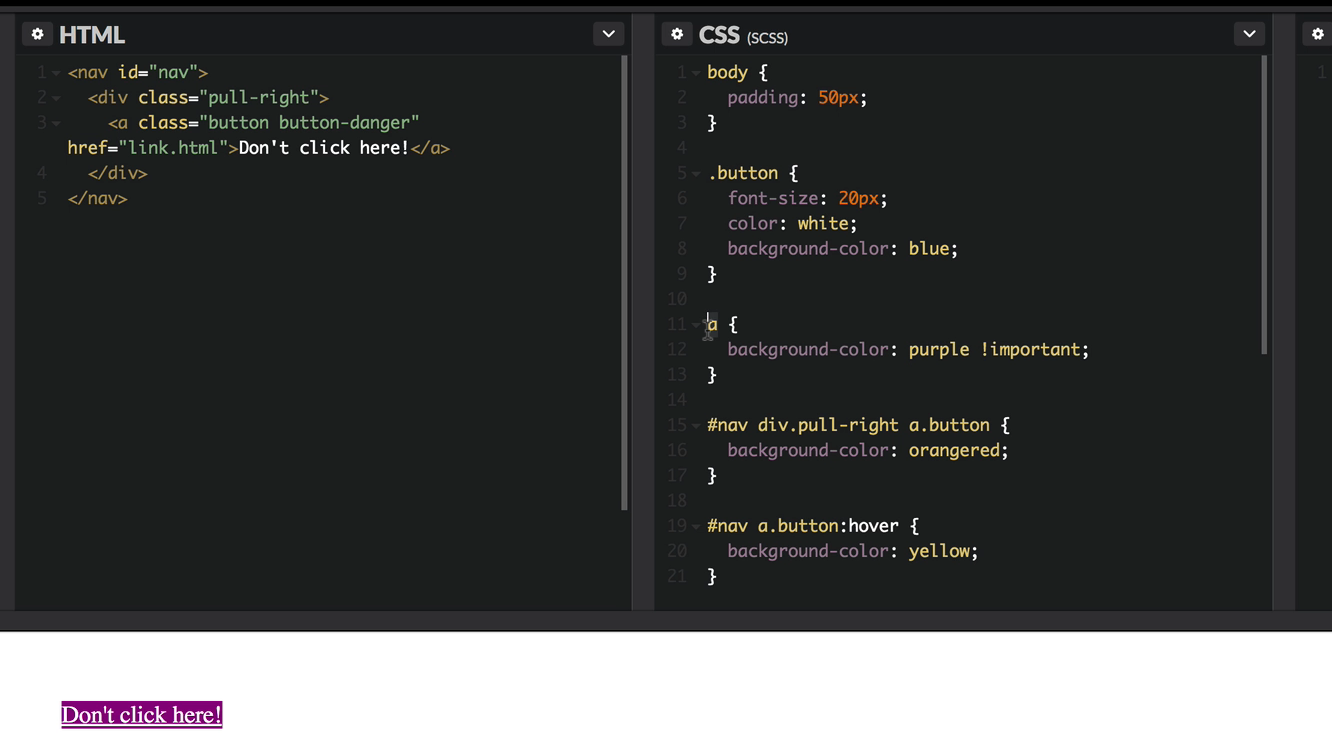 HTML
1 <nav id="nav">
2 <div class="pull-right">
3 <a class="button button-danger"
href="link.html">Don't click here!</a>
4 </div>
5 </nav>
CSS (SCSS)
1 body {
2 padding: 50px;
3 }
4
5 .button {
6 font-size: 20px;
7 color: white;
8 background-color: blue;
9 }
10
11 a {
12 background-color: purple !important;
13 }
14
15 #nav div.pull-right a.button {
16 background-color: orangered;
17 }
18
19 #nav a.button:hover {
20 background-color: yellow;
21 }
1
Don't click here!